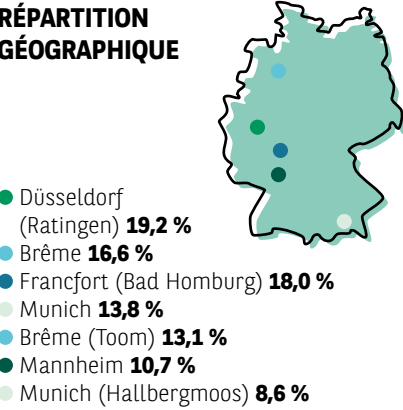 RÉPARTITION
GÉOGRAPHIQUE
Düsseldorf
(Ratingen) 19,2 %
Brême 16,6 %
Francfort (Bad Homburg) 18,0 %
Munich 13,8 %
Brême (Toom) 13,1 %
Mannheim 10,7 %
Munich (Hallbergmoos) 8,6 %